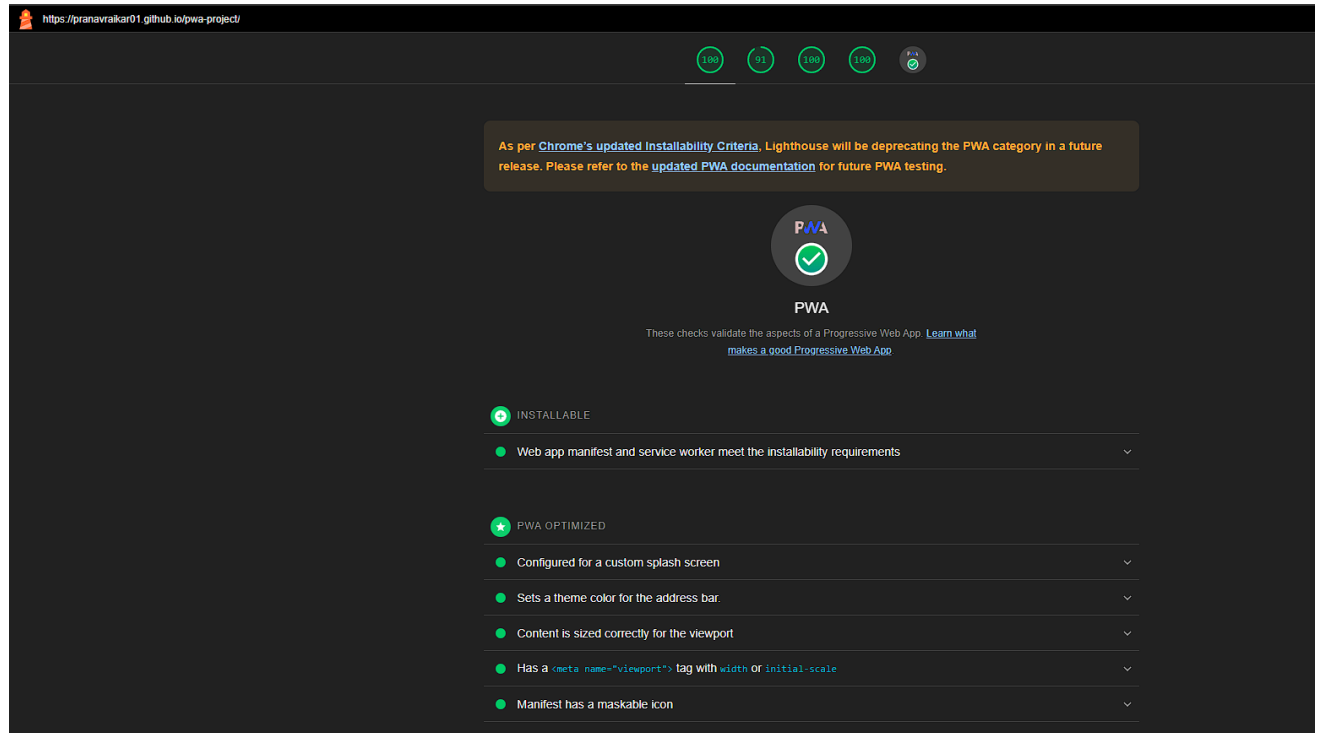 https://pranavraikar01.github.io/pwa-project/
100 91 100 100 PWA
As per Chrome's updated Installability Criteria, Lighthouse will be deprecating the PWA category in a future
release. Please refer to the updated PWA documentation for future PWA testing.
PWA
PWA
These checks validate the aspects of a Progressive Web App. Learn what
makes a good Progressive Web App
INSTALLABLE
Web app manifest and service worker meet the installability requirements
PWA OPTIMIZED
Configured for a custom splash screen
Sets a theme color for the address bar.
Content is sized correctly for the viewport
Has a <meta name="viewport"> tag with width or initial-scale
Manifest has a maskable icon